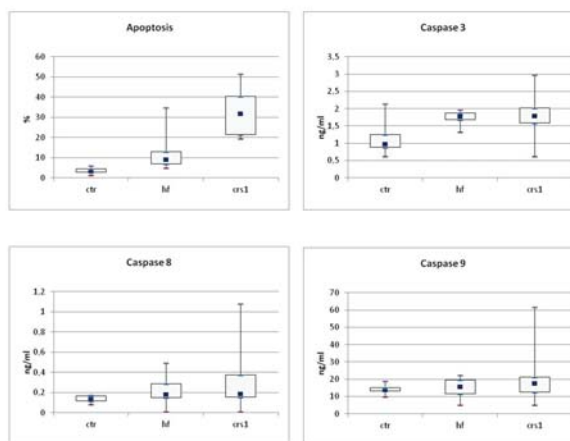 Apoptosis
60
50
40
30
20
10
0
%
ctr hf crs1
Caspase 3
3.5
3
2.5
2
1.5
1
0.5
0
ng/ml
ctr hf crs1
Caspase 8
1.2
1
0.8
0.6
0.4
0.2
0
ng/ml
ctr hf crs1
Caspase 9
70
60
50
40
30
20
10
0
ng/ml
ctr hf crs1